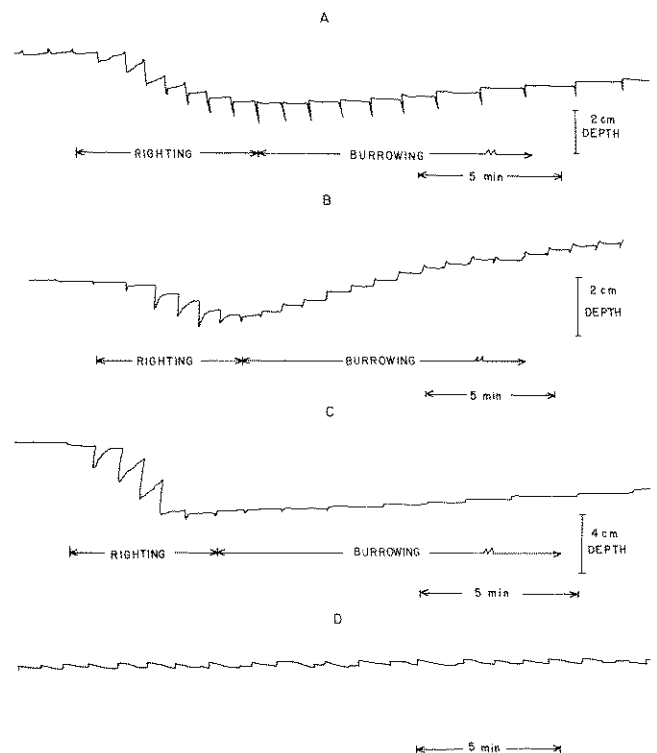 A
2 cm
DEPTH
RIGHTING
BURROWING
5 min
B
2 cm
DEPTH
RIGHTING
BURROWING
5 min
C
4 cm
DEPTH
RIGHTING
BURROWING
5 min
D
5 min